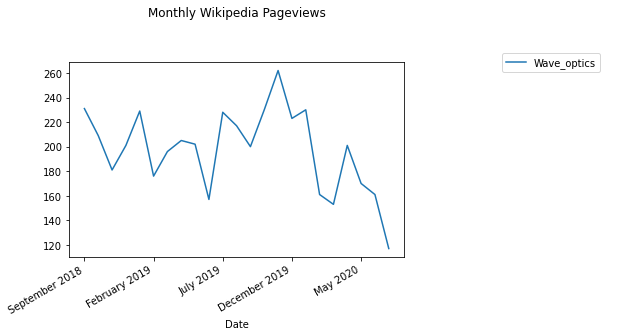 Monthly Wikipedia Pageviews
Wave_optics
260
240
220
200
180
160
140
120
September 2018
February 2019
July 2019
December 2019
May 2020
Date